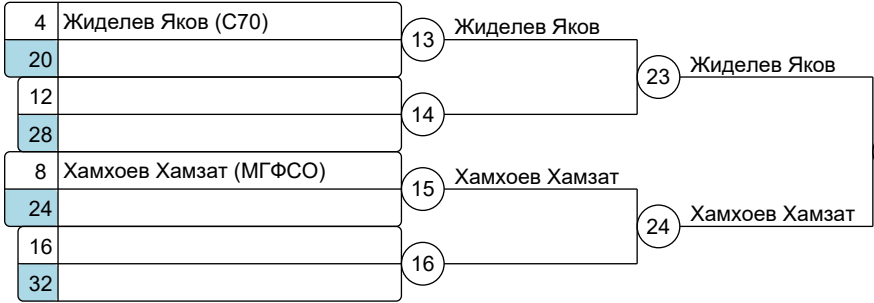 4 Жиделев Яков (С70)
13 Жиделев Яков
20
23 Жиделев Яков
12
14
28
8 Хамхоев Хамзат (МГФСО)
15 Хамхоев Хамзат
24
24 Хамхоев Хамзат
16
16
32